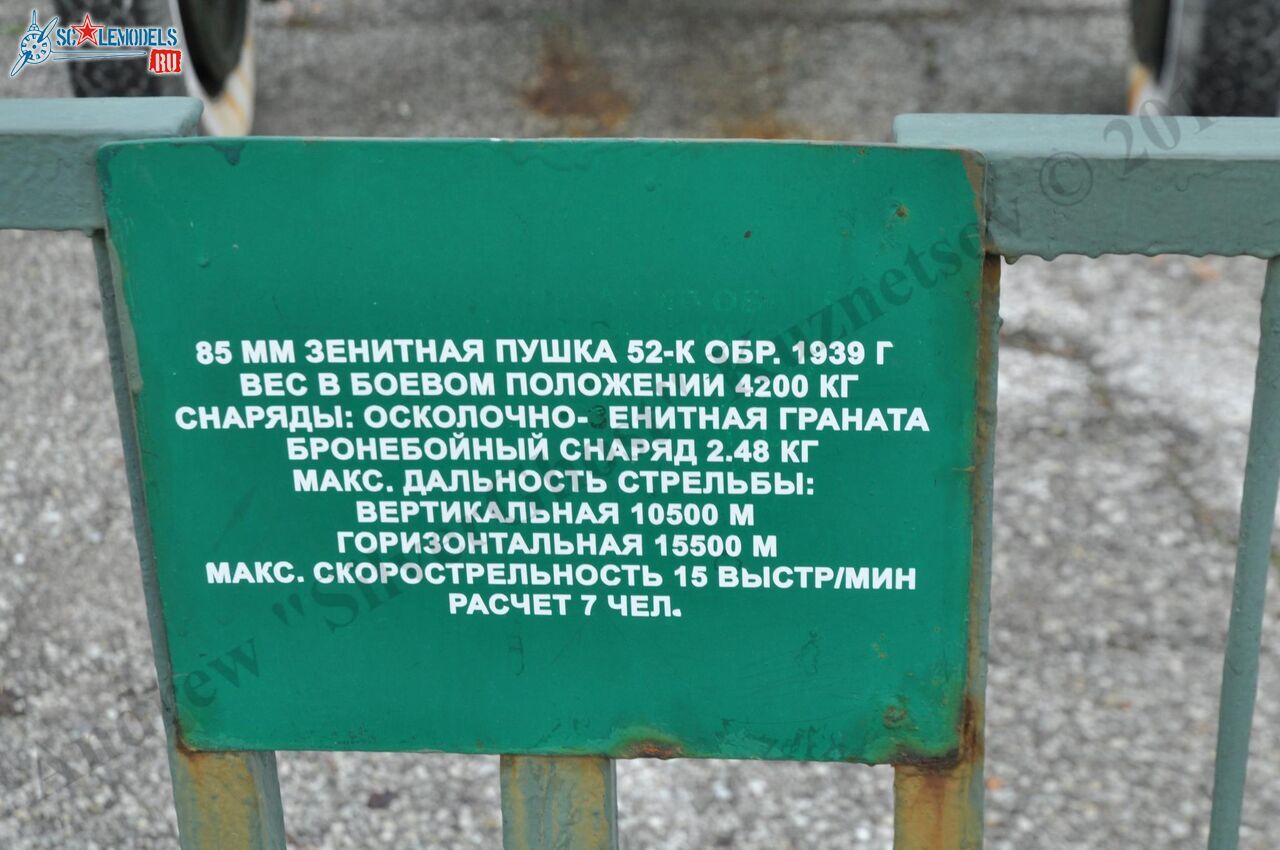 SCALEMODELS
RU
85 ММ ЗЕНИТНАЯ ПУШКА 52-К ОБР. 1939 Г
ВЕС В БОЕВОМ ПОЛОЖЕНИИ 4200 КГ
СНАРЯДЫ: ОСКОЛОЧНО- ЕНИТНАЯ ГРАНАТА
БРОНЕБОЙНЫЙ СНАРЯД 2.48 КГ
МАКС. ДАЛЬНОСТЬ СТРЕЛЬБЫ:
ВЕРТИКАЛЬНАЯ 10500 М
ГОРИЗОНТАЛЬНАЯ 15500 М
МАКС. СКОРОСТРЕЛЬНОСТЬ 15 ВЫСТР/МИН
РАСЧЕТ 7 ЧЕЛ.
Andrew Kuznetsov ©